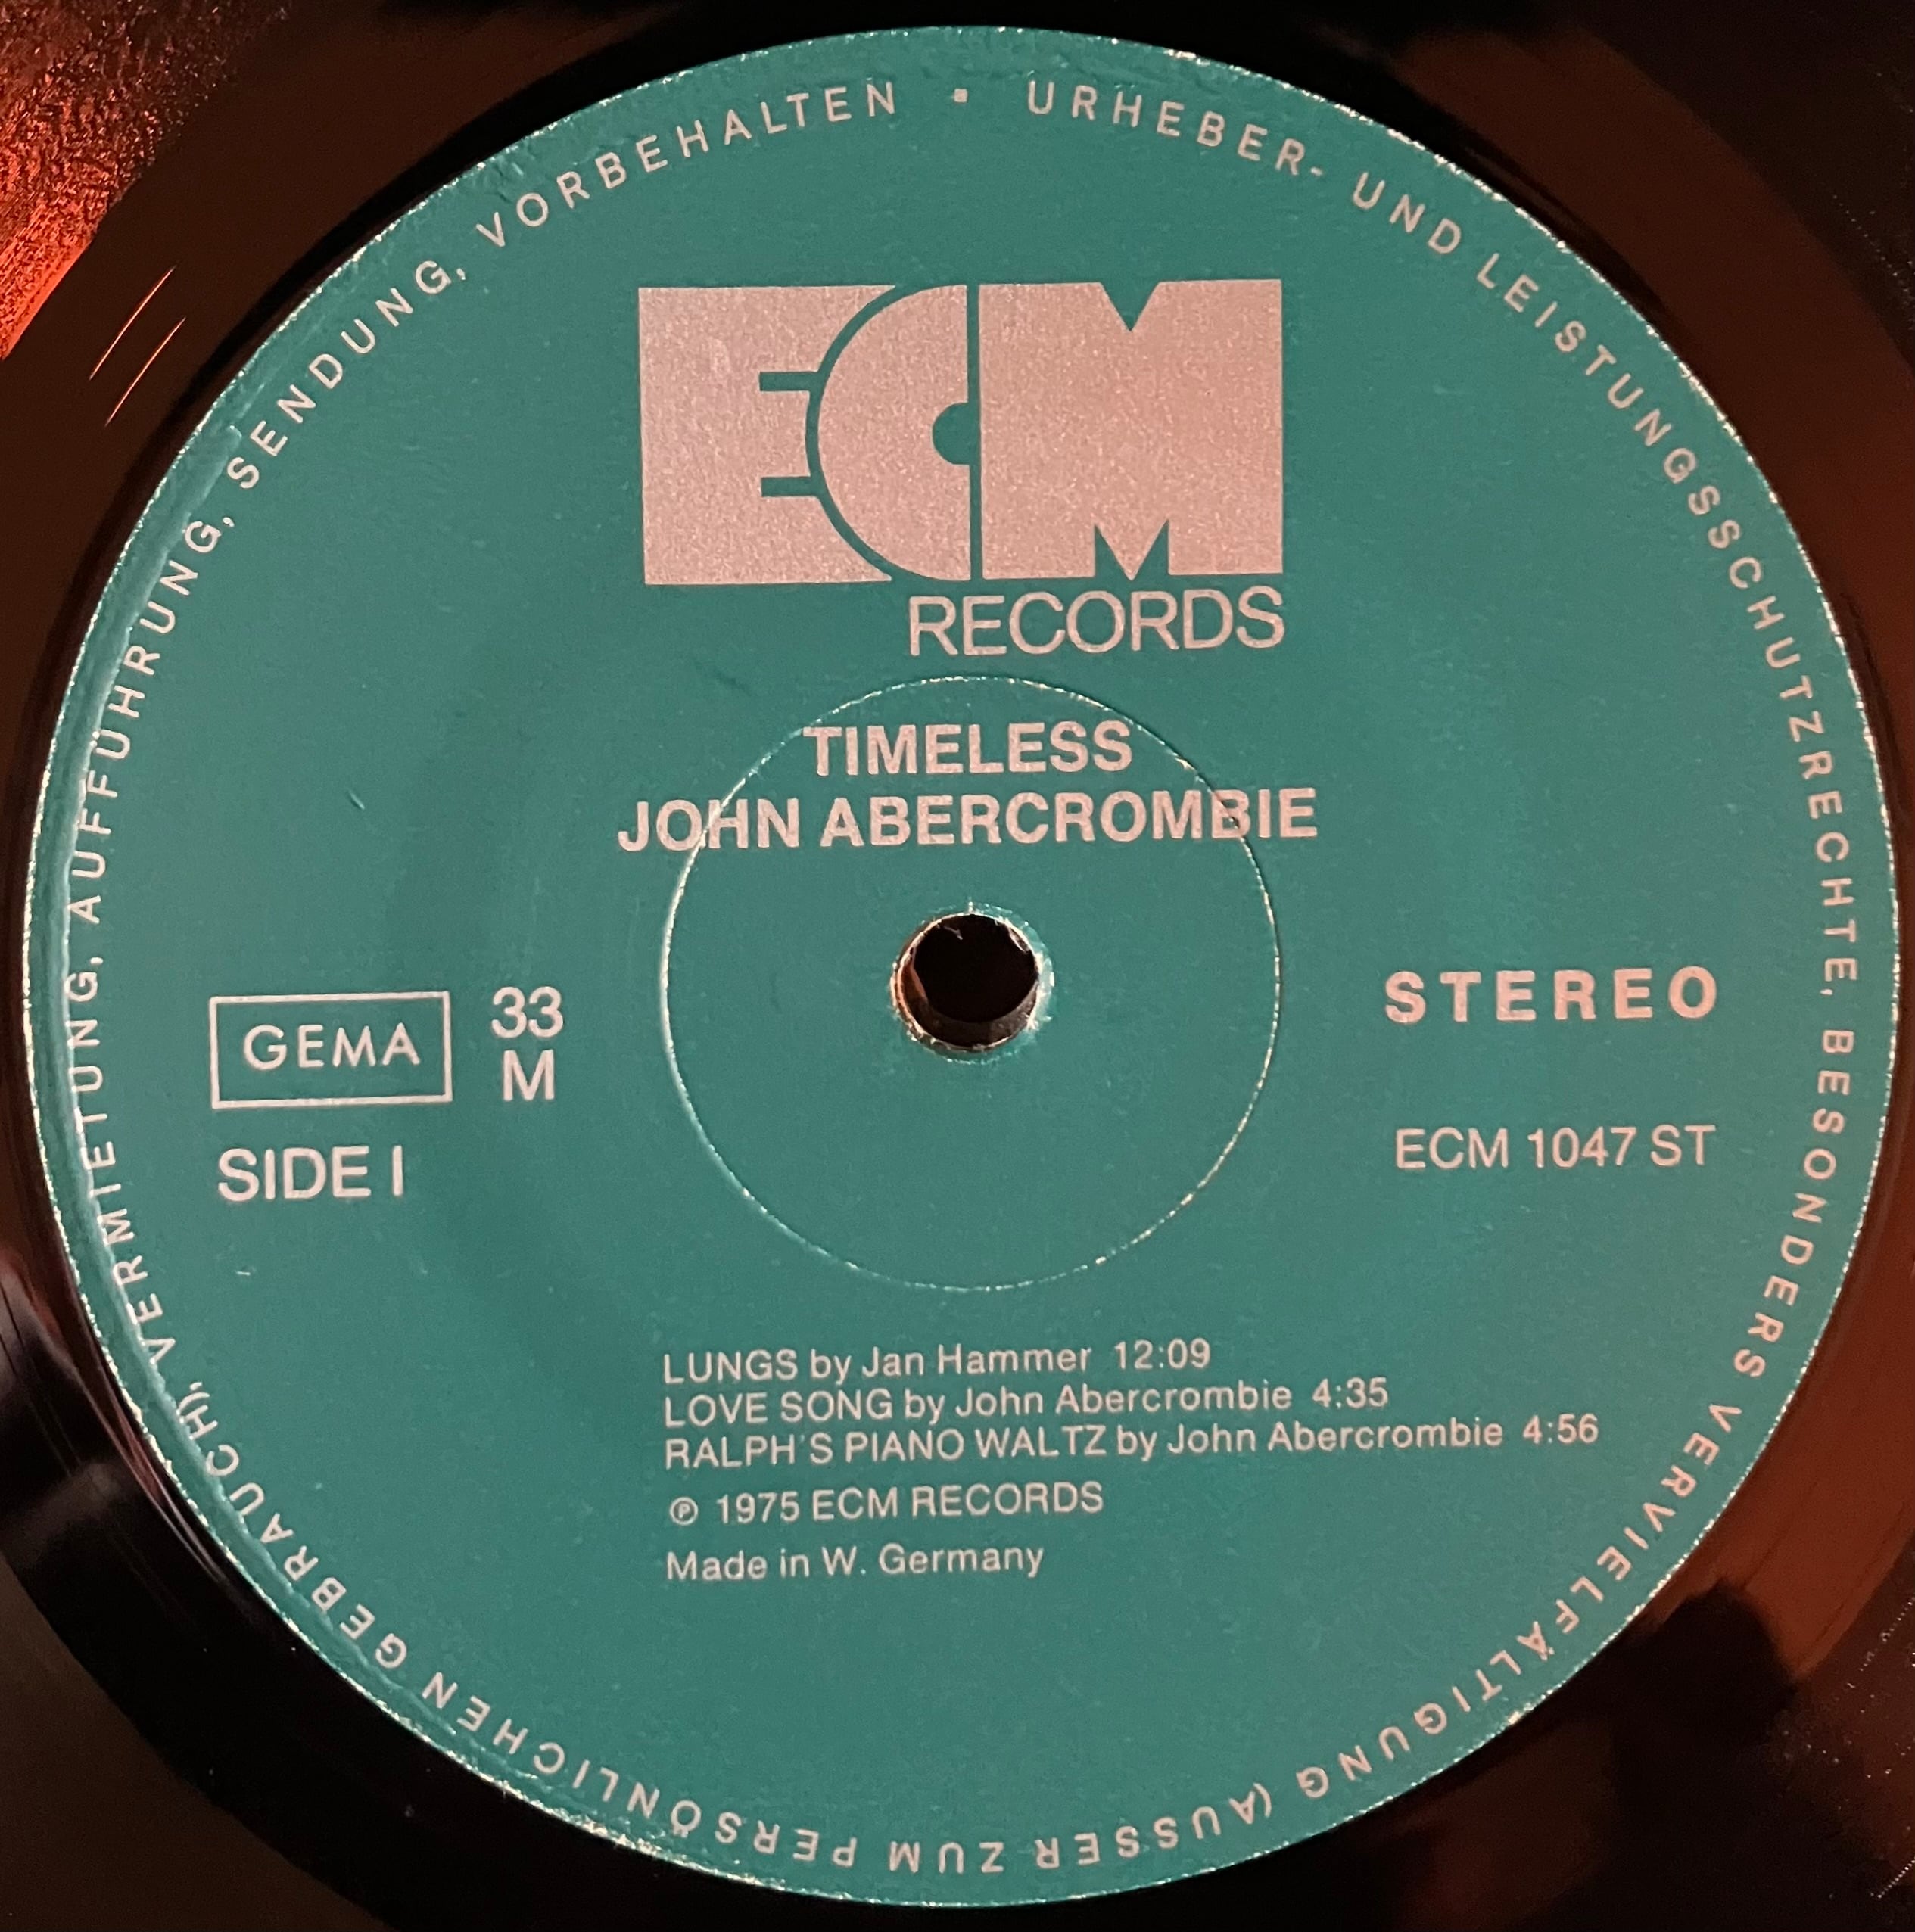 URHEBER- UND LEISTUNGSSCHUTZRECHTE, BESONDERS VERVIELFÄLTIGUNG (AUSSER ZUM PERSÖNLICHEN GEBRAUCH), VERMIETUNG, AUFFÜHRUNG, SENDUNG, VORBEHALTEN ▪
ECM
RECORDS
TIMELESS
JOHN ABERCROMBIE
GEMA
33
M
SIDE I
STEREO
ECM 1047 ST
LUNGS by Jan Hammer 12:09
LOVE SONG by John Abercrombie 4:35
RALPH'S PIANO WALTZ by John Abercrombie 4:56
℗ 1975 ECM RECORDS
Made in W. Germany